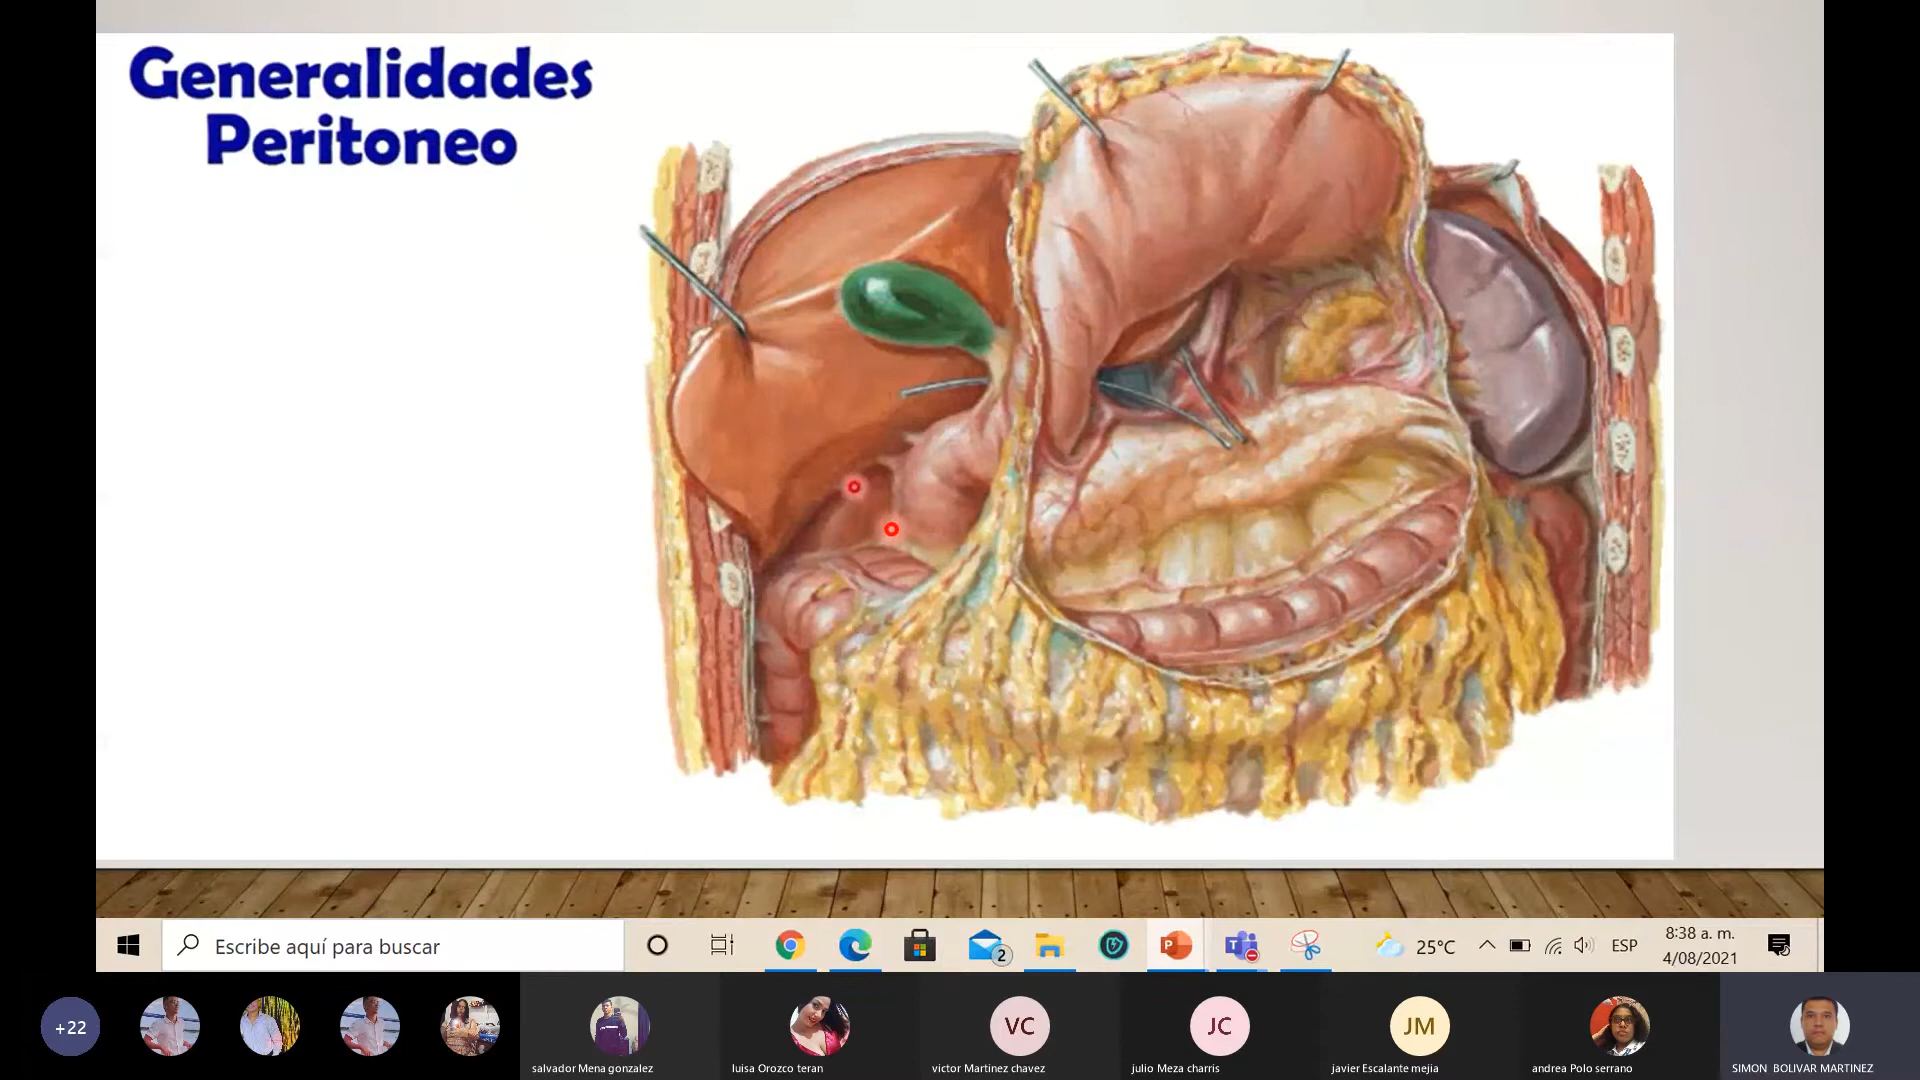 Generalidades
Peritoneo
Escribe aquí para buscar
2
P
T
25°C
ESP
8:38 a. m.
4/08/2021
+22
VC
JC
JM
salvador Mena gonzalez
luisa Orozco teran
victor Martinez chavez
julio Meza charris
javier Escalante mejia
andrea Polo serrano
SIMON BOLIVAR MARTINEZ